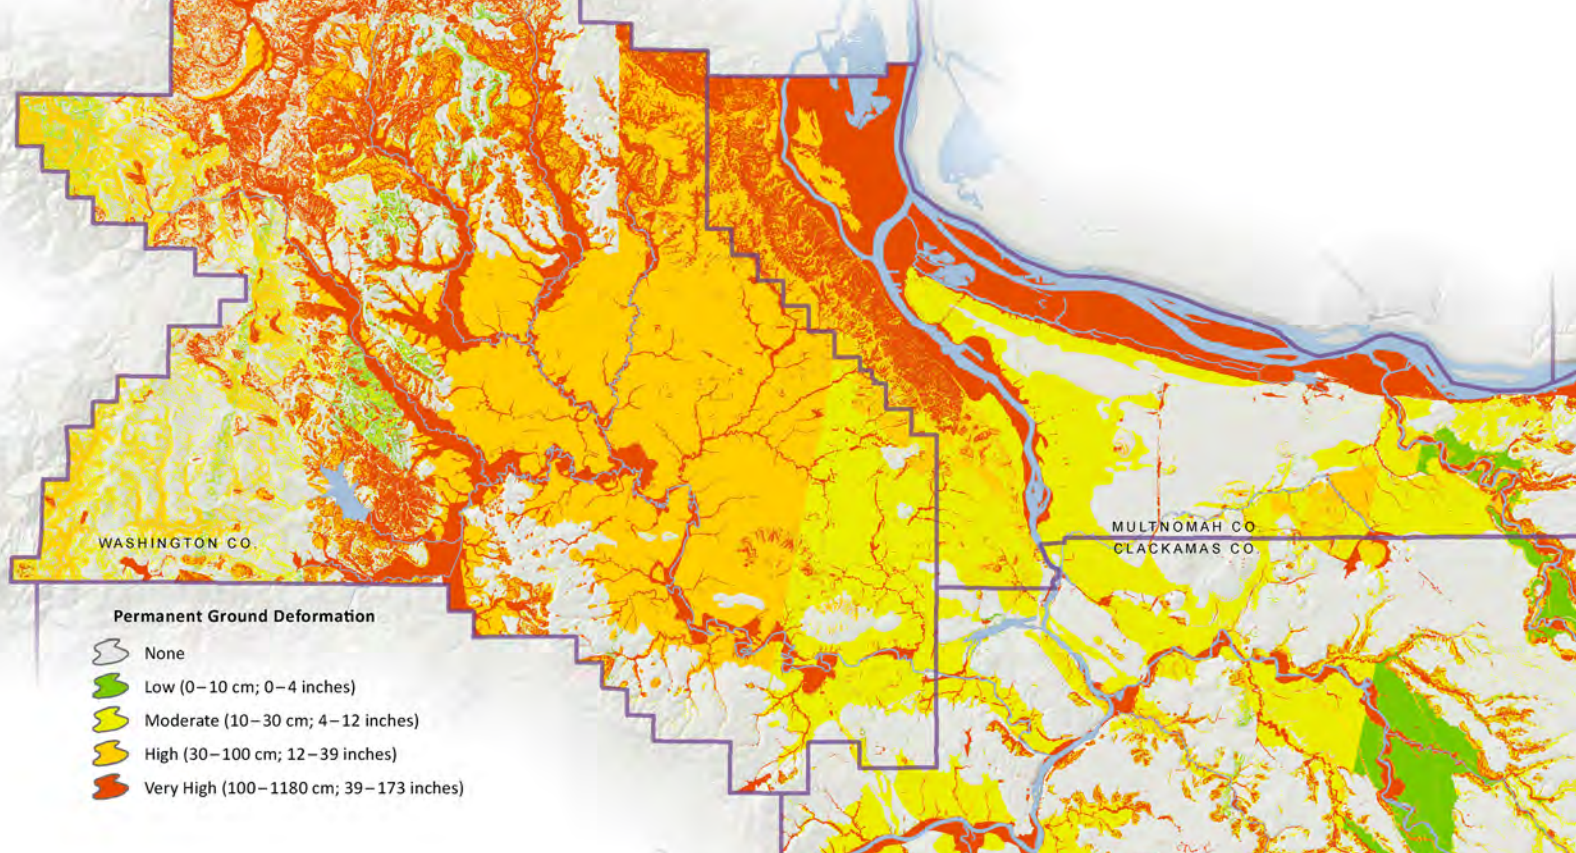 MULTNOMAH CO.
CLACKAMAS CO.
WASHINGTON CO.
Permanent Ground Deformation
None
Low (0–10 cm; 0–4 inches)
Moderate (10–30 cm; 4–12 inches)
High (30–100 cm; 12–39 inches)
Very High (100–1180 cm; 39–173 inches)